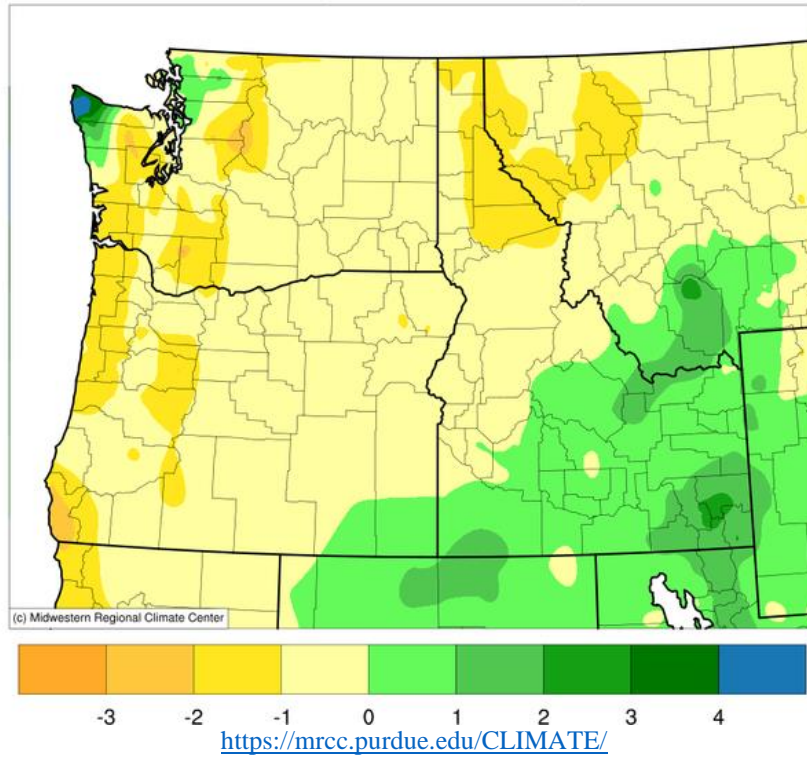 (c) Midwestern Regional Climate Center
-3 -2 -1 0 1 2 3 4
https://mrcc.purdue.edu/CLIMATE/